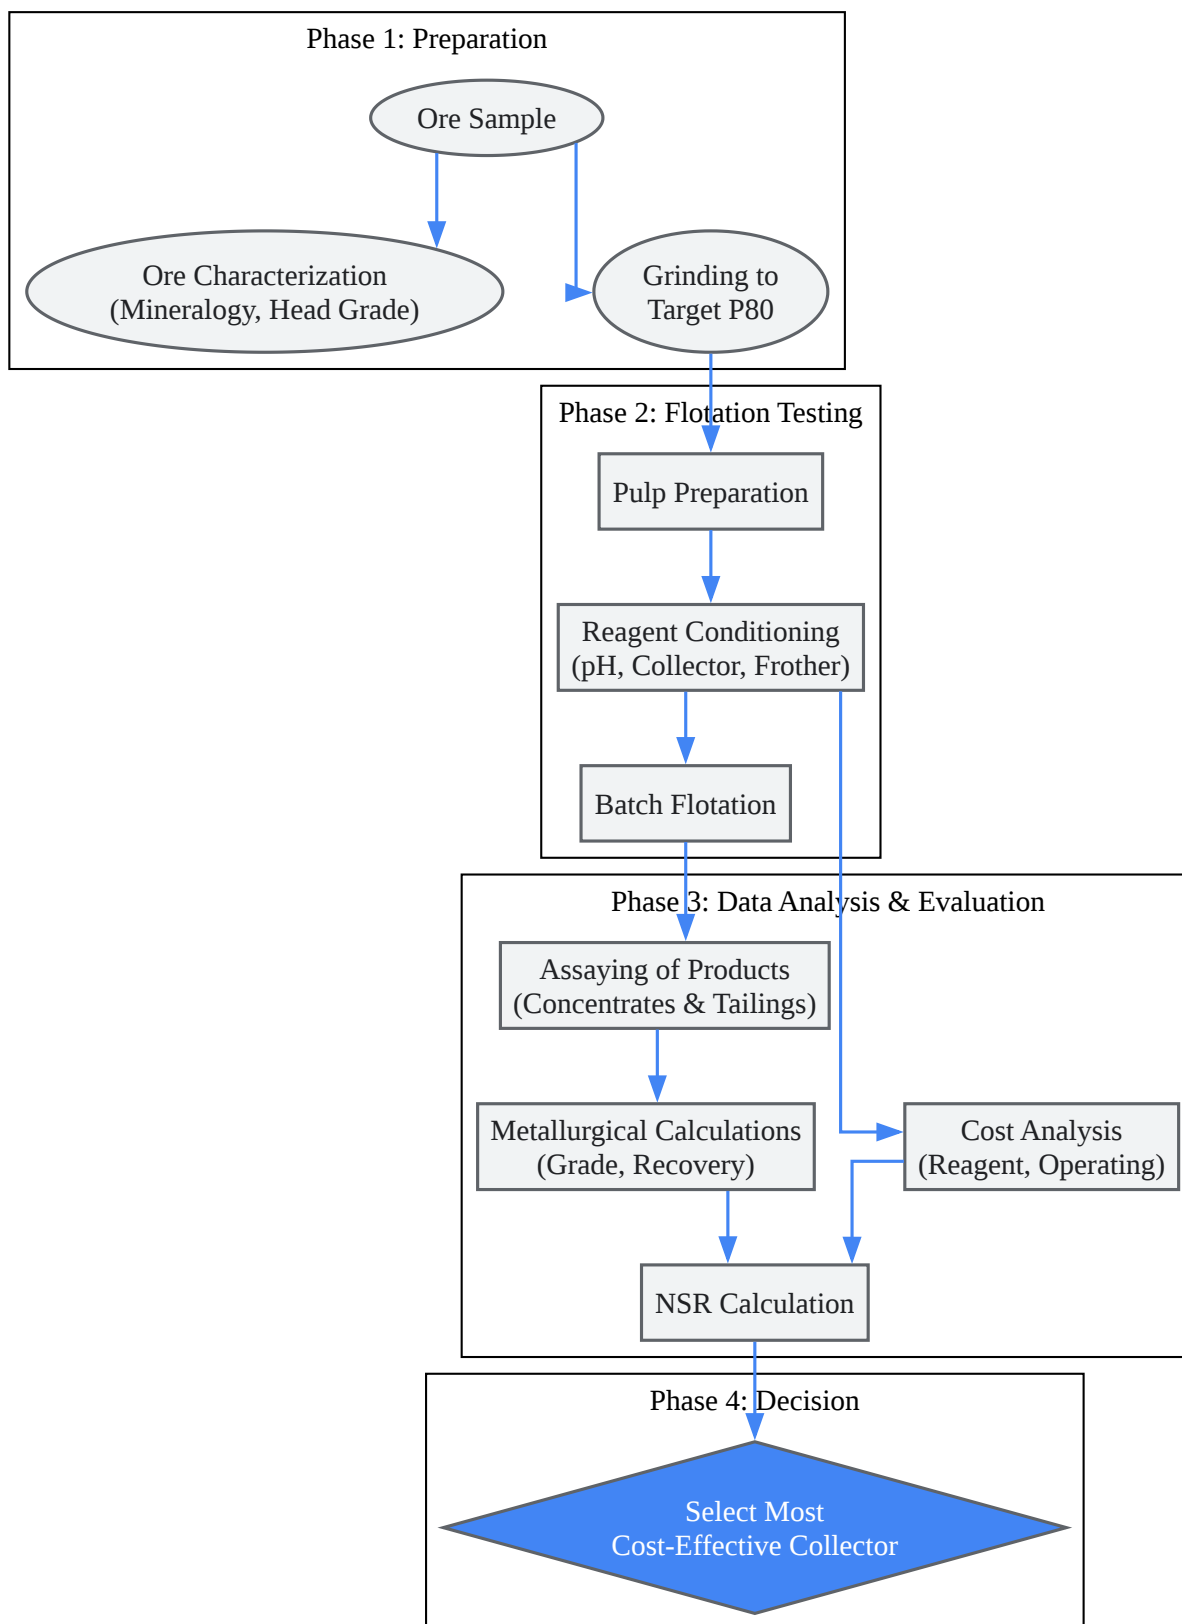 Phase 1: Preparation
Ore Sample
Ore Characterization
(Mineralogy, Head Grade)
Grinding to
Target P80
Phase 2: Flotation Testing
Pulp Preparation
Reagent Conditioning
(pH, Collector, Frother)
Batch Flotation
Phase 3: Data Analysis & Evaluation
Assaying of Products
(Concentrates & Tailings)
Metallurgical Calculations
(Grade, Recovery)
Cost Analysis
(Reagent, Operating)
NSR Calculation
Phase 4: Decision
Select Most
Cost-Effective Collector